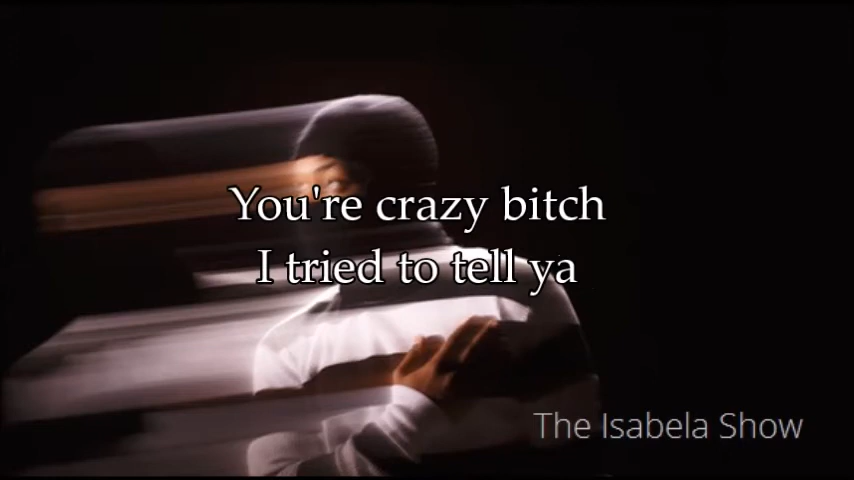 You're crazy bitch
I tried to tell ya
The Isabela Show